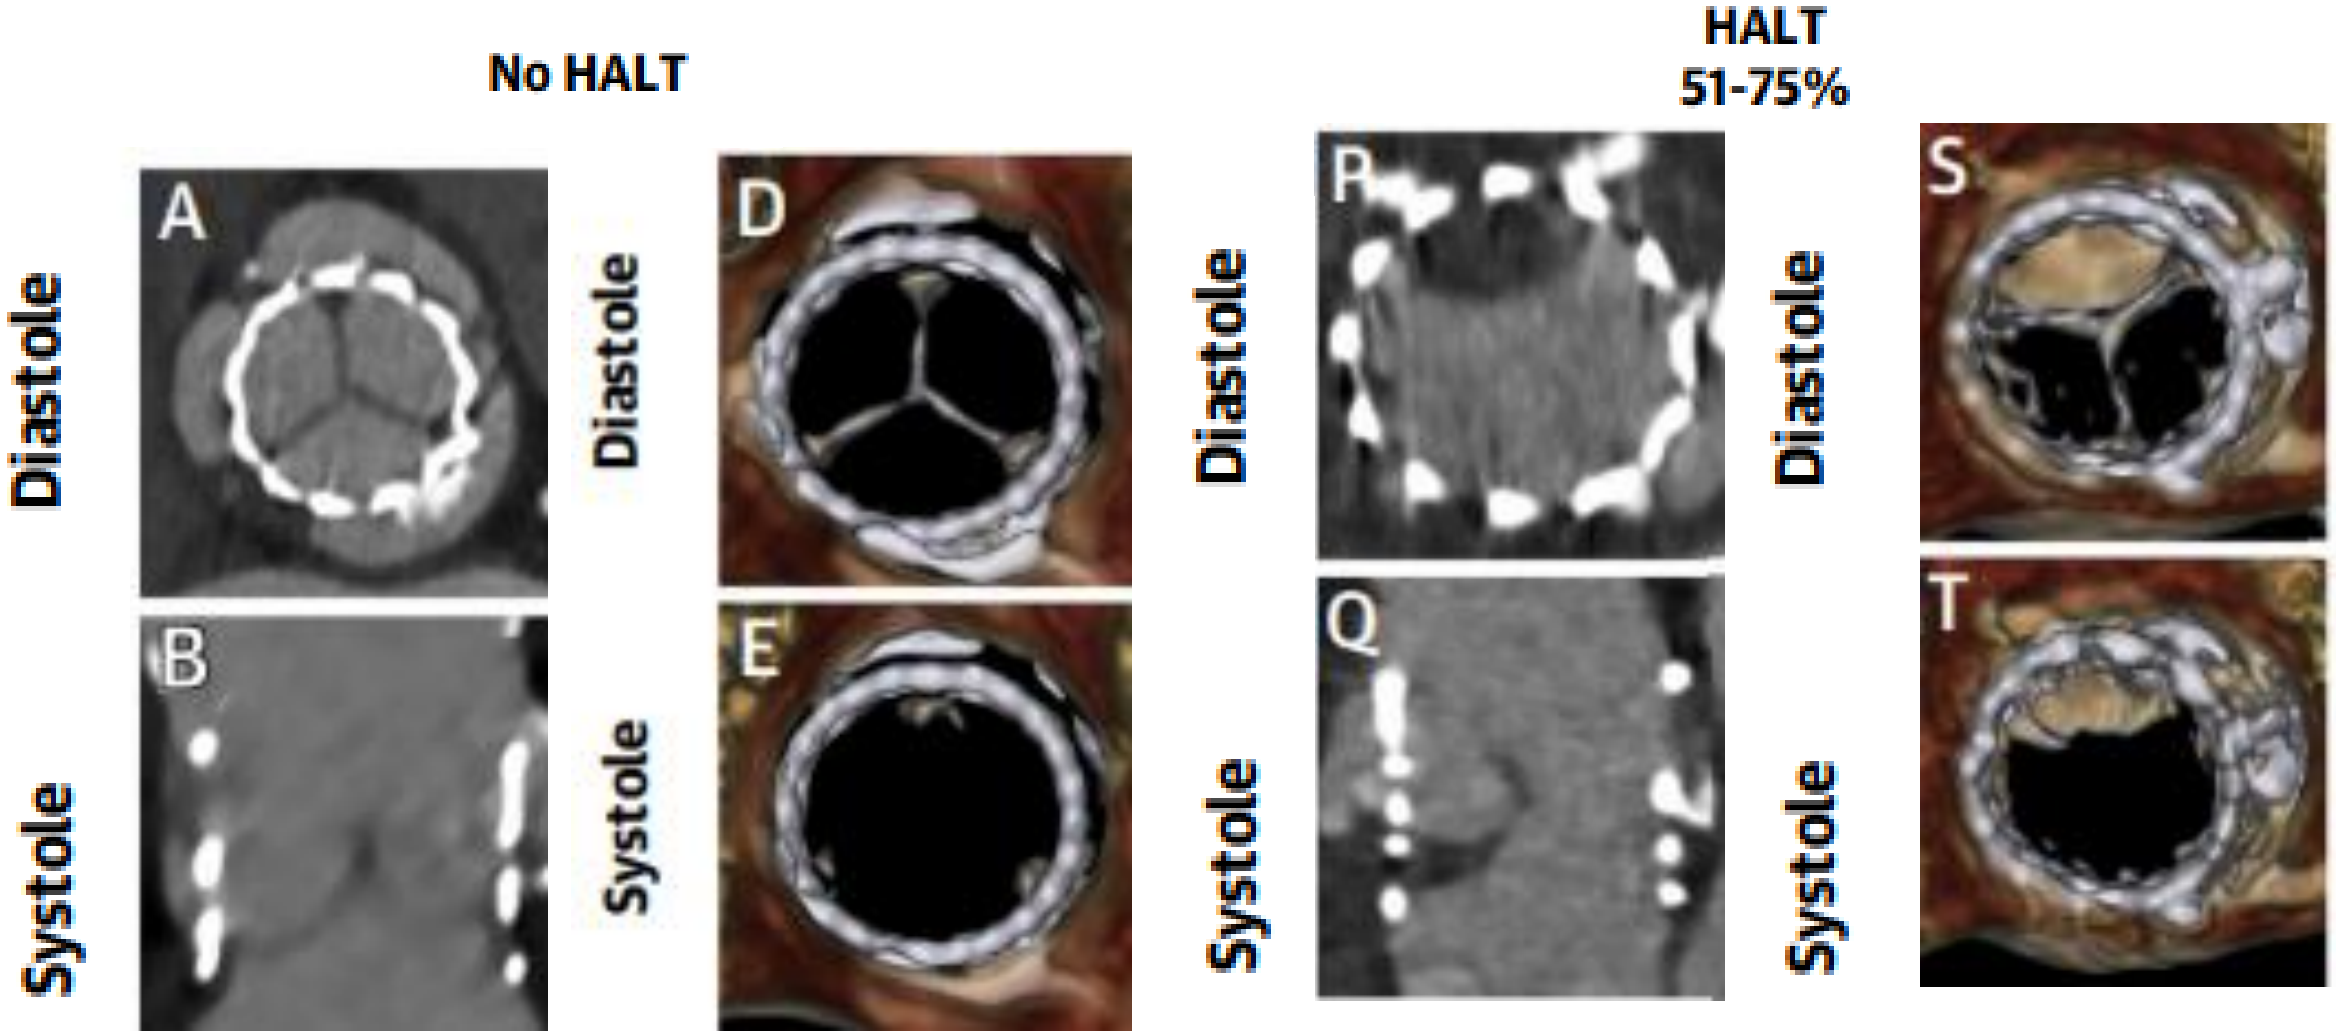 No HALT
HALT
51-75%
Diastole
A
Diastole
D
Diastole
P
Diastole
S
Systole
B
Systole
E
Systole
Q
Systole
T